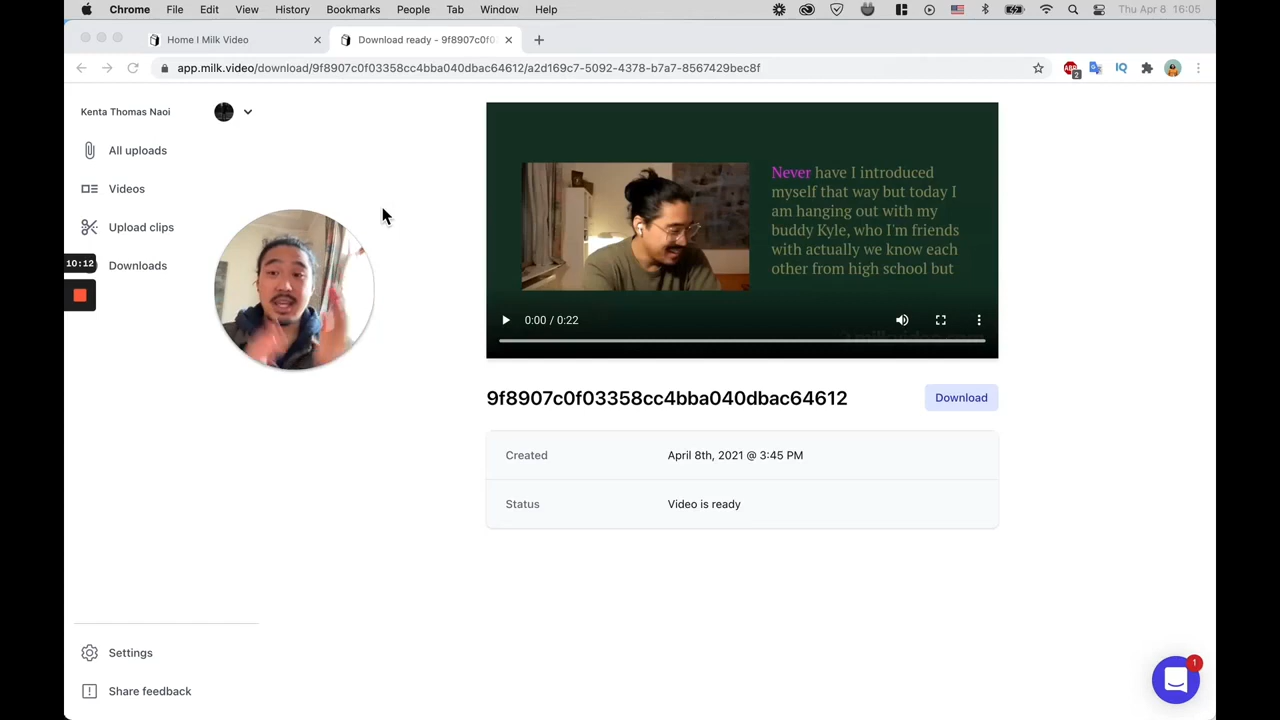 Chrome File Edit View History Bookmarks People Tab Window Help Thu Apr 8 16:05
Home | Milk Video
Download ready - 9f8907c0f0
app.milk.video/download/9f8907c0f03358cc4bba040dbac64612/a2d169c7-5092-4378-b7a7-8567429bec8f
ABP
2
IQ
Kenta Thomas Naoi
All uploads
Videos
Upload clips
Downloads
10:12
Never have I introduced
myself that way but today I
am hanging out with my
buddy Kyle, who I'm friends
with actually we know each
other from high school but
0:00 / 0:22
9f8907c0f03358cc4bba040dbac64612
Download
Created April 8th, 2021 @ 3:45 PM
Status Video is ready
Settings
Share feedback
1